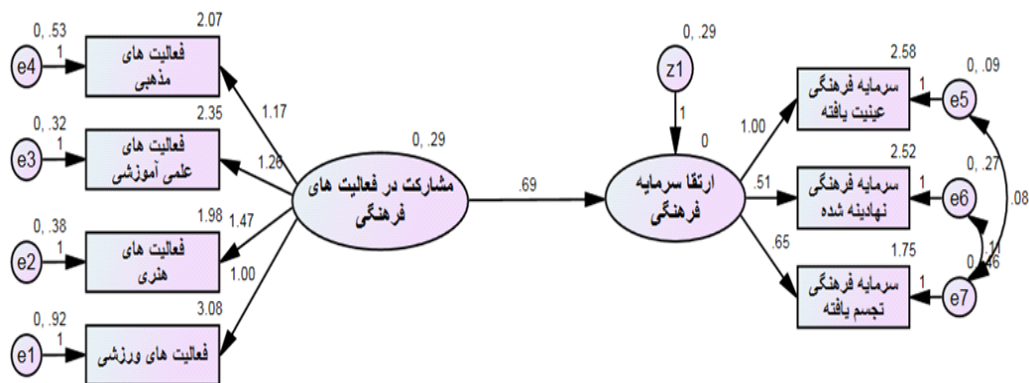 0, .53
e4
1
2.07
فعالیت های
مذهبی
1.17
0, .32
e3
1
2.35
فعالیت های
علمی آموزشی
1.26
0, .38
e2
1
1.98
فعالیت های
هنری
1.47
0, .92
e1
1
3.08
فعالیت های ورزشی
1.00
0, .29
مشارکت در فعالیت های
فرهنگی
.69
0, .29
z1
1
0
ارتقا سرمایه
فرهنگی
1.00
2.58
سرمایه فرهنگی
عینیت یافته
1
0, .09
e5
.51
2.52
سرمایه فرهنگی
نهادینه شده
1
0, .27
e6
.65
1.75
سرمایه فرهنگی
تجسم یافته
1
0, .46
e7
.11
.08